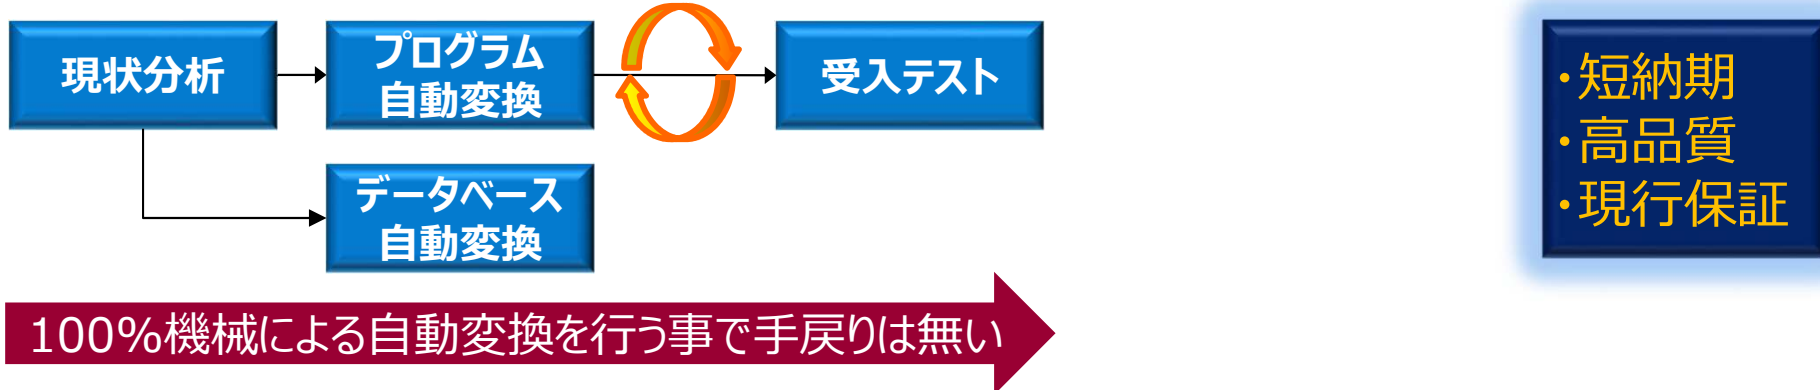 現状分析
プログラム
自動変換
受入テスト
データベース
自動変換
・短納期
・高品質
・現行保証
100%機械による自動変換を行う事で手戻りは無い